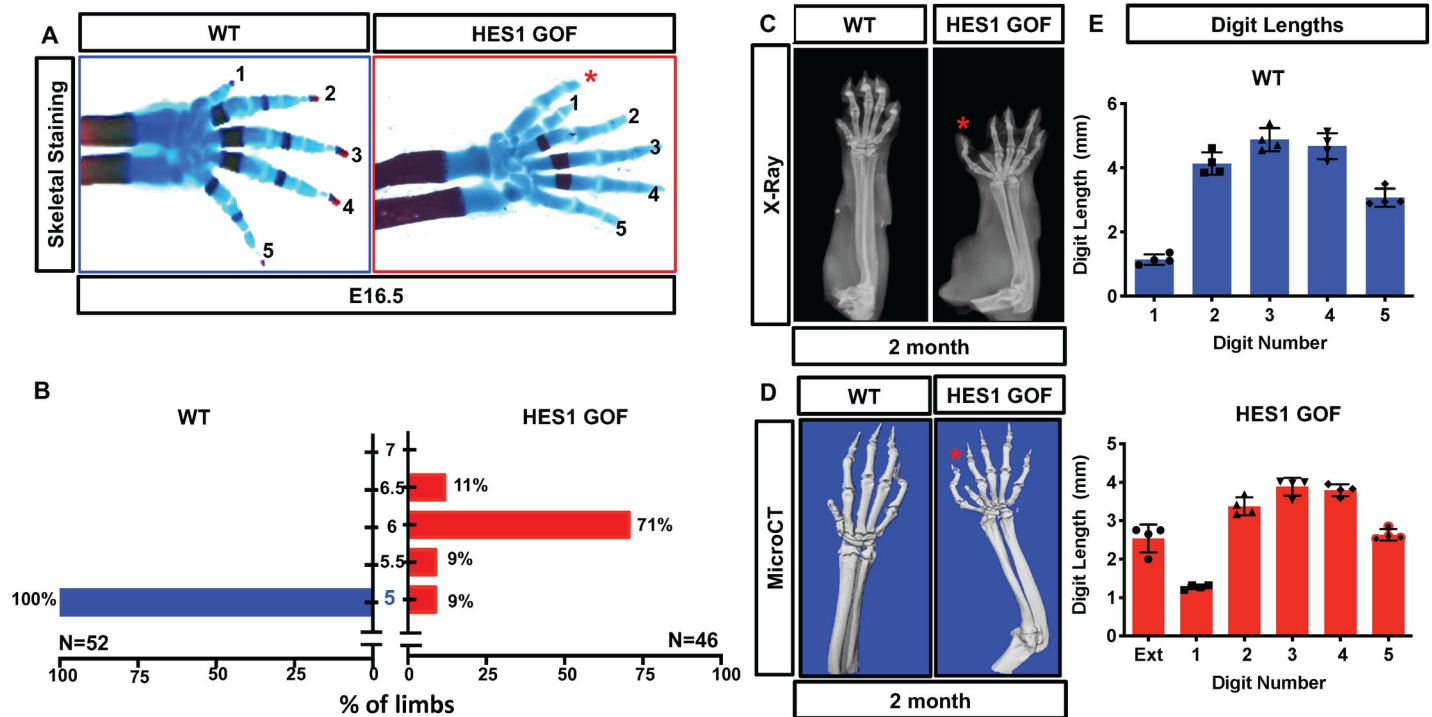 A
WT
HES1 GOF
Skeletal Staining
1
2
3
4
5
*
1
2
3
4
5
E16.5
B
WT
HES1 GOF
7
6.5
11%
6
71%
5.5
9%
100%
5
9%
N=52
N=46
100
75
50
25
0
0
25
50
75
100
% of limbs
C
WT
HES1 GOF
X-Ray
*
2 month
D
WT
HES1 GOF
MicroCT
*
2 month
E
Digit Lengths
WT
Digit Length (mm)
6
4
2
0
1 2 3 4 5
Digit Number
HES1 GOF
Digit Length (mm)
5
4
3
2
1
0
Ext 1 2 3 4 5
Digit Number